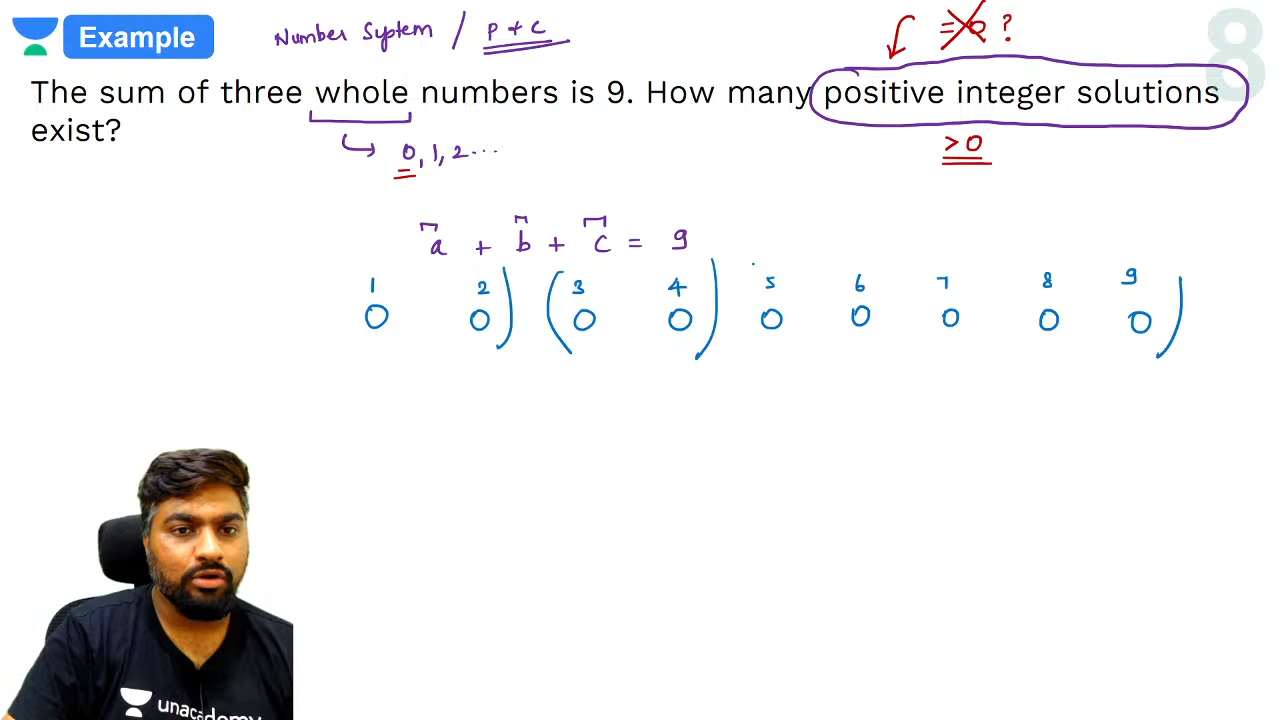 Example
Number System / P + C
= 0 ?
8
The sum of three whole numbers is 9. How many positive integer solutions
exist?
0, 1, 2 ...
> 0
a + b + c = 9
1 2 3 4 5 6 7 8 9
0 0) (0 0) 0 0 0 0 0)
unacademy